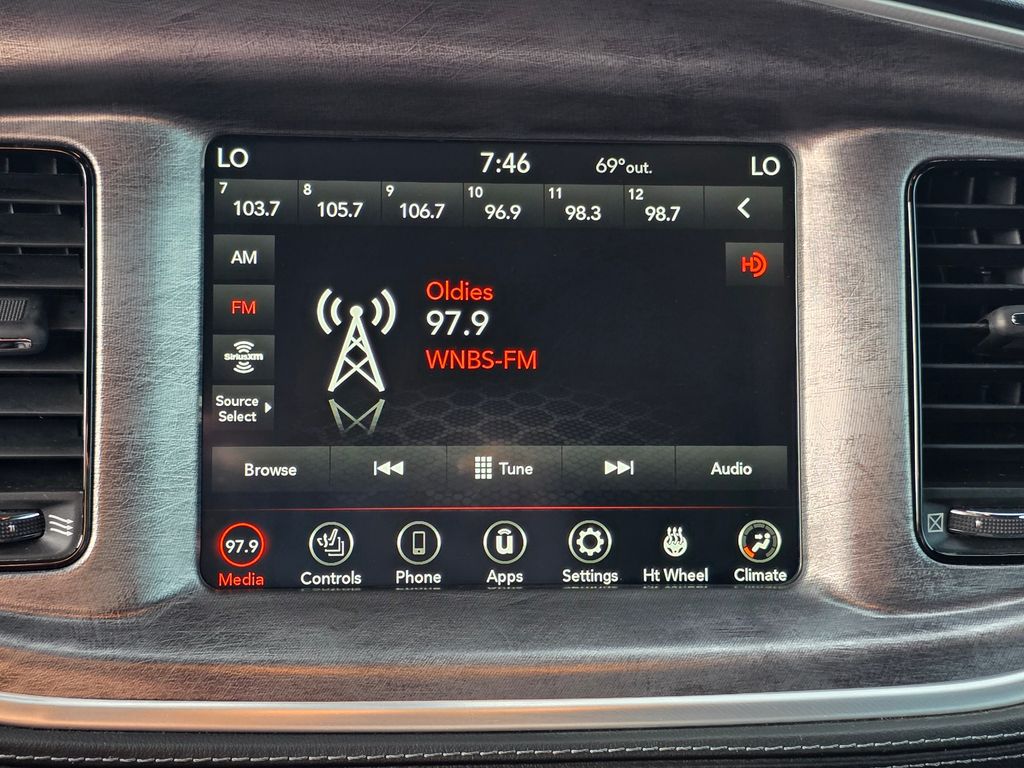 LO 7:46 69°out. LO
7 103.7 8 105.7 9 106.7 10 96.9 11 98.3 12 98.7
AM
HD
FM
Oldies
97.9
WNBS-FM
SiriusXM
Source
Select
Browse Tune Audio
97.9
Media Controls Phone Apps Settings Ht Wheel Climate